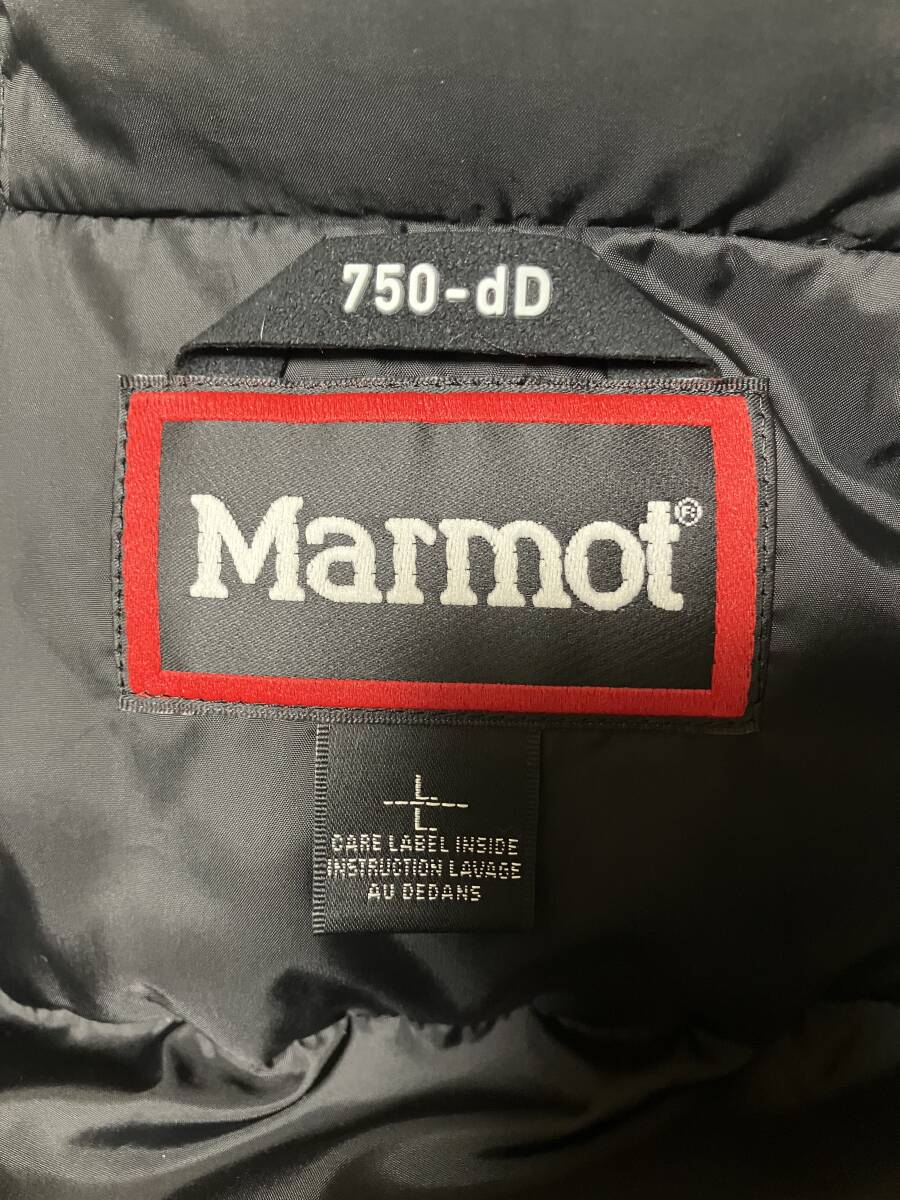 750-dD
Marmot®
L
L
CARE LABEL INSIDE
INSTRUCTION LAVAGE
AU DEDANS